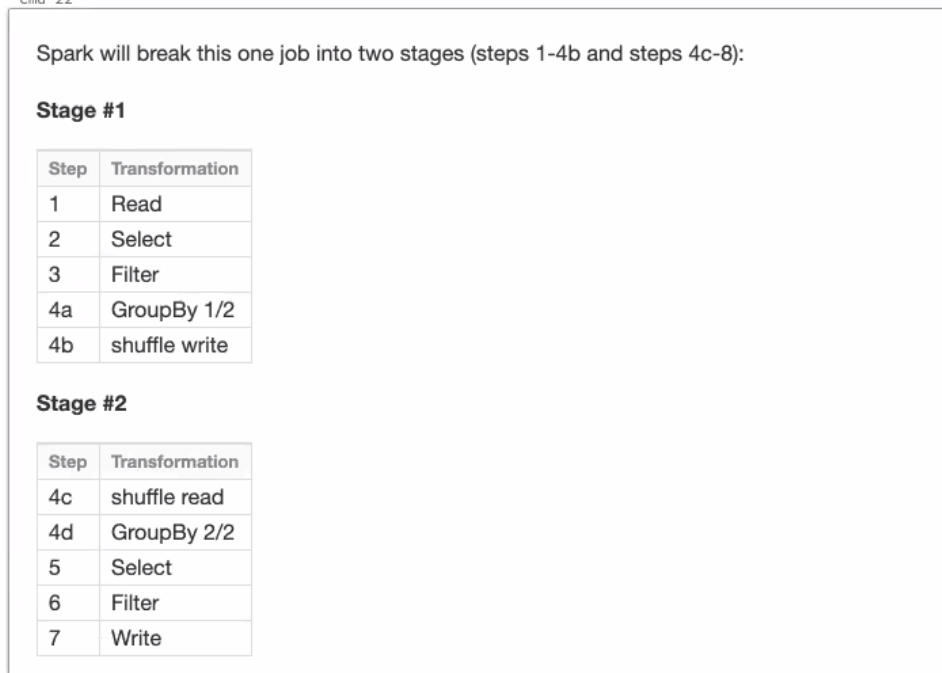 Spark will break this one job into two stages (steps 1-4b and steps 4c-8):
Stage #1
Step Transformation
1 Read
2 Select
3 Filter
4a GroupBy 1/2
4b shuffle write
Stage #2
Step Transformation
4c shuffle read
4d GroupBy 2/2
5 Select
6 Filter
7 Write